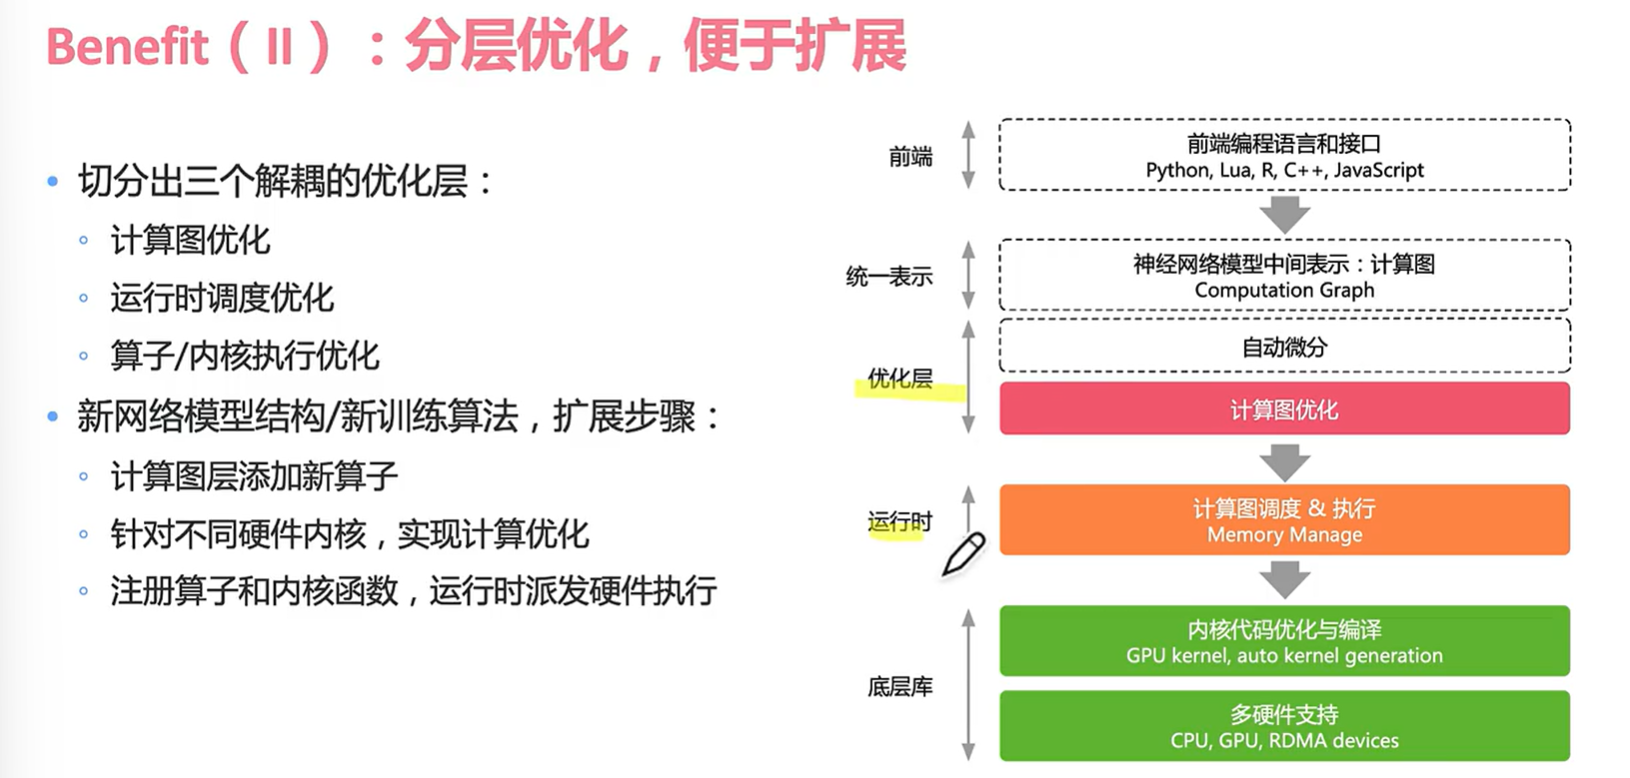 Benefit（II）：分层优化，便于扩展
• 切分出三个解耦的优化层：
◦ 计算图优化
◦ 运行时调度优化
◦ 算子/内核执行优化
• 新网络模型结构/新训练算法，扩展步骤：
◦ 计算图层添加新算子
◦ 针对不同硬件内核，实现计算优化
◦ 注册算子和内核函数，运行时派发硬件执行
前端
前端编程语言和接口
Python, Lua, R, C++, JavaScript
统一表示
神经网络模型中间表示：计算图
Computation Graph
优化层
自动微分
计算图优化
运行时
计算图调度 & 执行
Memory Manage
底层库
内核代码优化与编译
GPU kernel, auto kernel generation
多硬件支持
CPU, GPU, RDMA devices